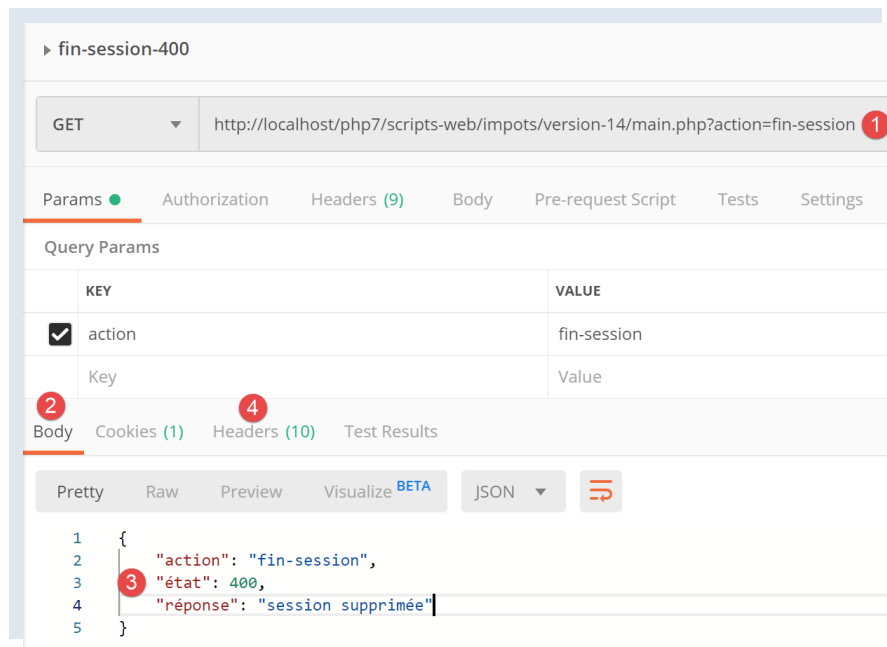 fin-session-400
GET http://localhost/php7/scripts-web/impots/version-14/main.php?action=fin-session 1
Params Authorization Headers (9) Body Pre-request Script Tests Settings
Query Params
KEY VALUE
action fin-session
Key Value
2 4
Body Cookies (1) Headers (10) Test Results
Pretty Raw Preview Visualize BETA JSON
1 {
2 "action": "fin-session",
3 3 "état": 400,
4 "réponse": "session supprimée"
5 }